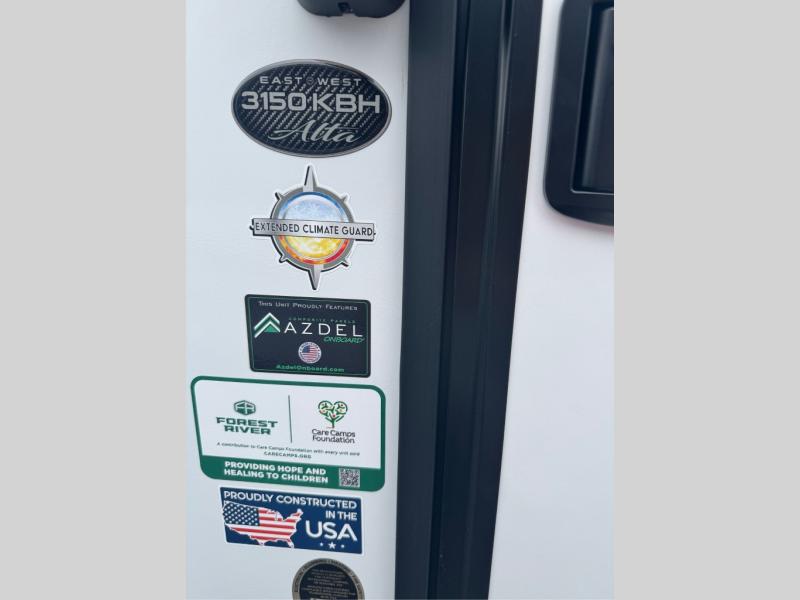 EAST WEST
3150KBH
Alta
EXTENDED CLIMATE GUARD
THIS UNIT PROUDLY FEATURES
COMPOSITE PANELS
AZDEL
ONBOARD
AzdelOnboard.com
FOREST
RIVER
Care Camps
Foundation
A contribution to Care Camps Foundation with every unit sold
CARECAMPS.ORG
PROVIDING HOPE AND
HEALING TO CHILDREN
PROUDLY CONSTRUCTED
IN THE
USA